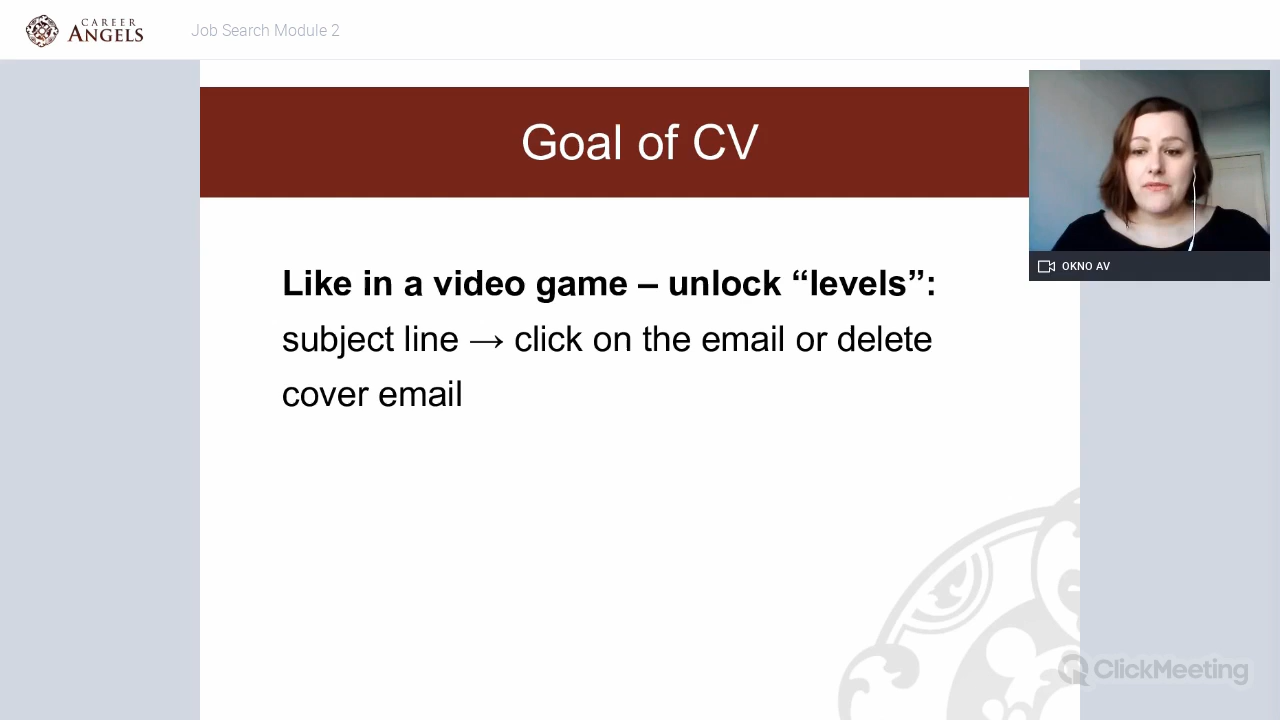 CAREER
ANGELS
Job Search Module 2
Goal of CV
OKNO AV
Like in a video game – unlock “levels”:
subject line → click on the email or delete
cover email
ClickMeeting